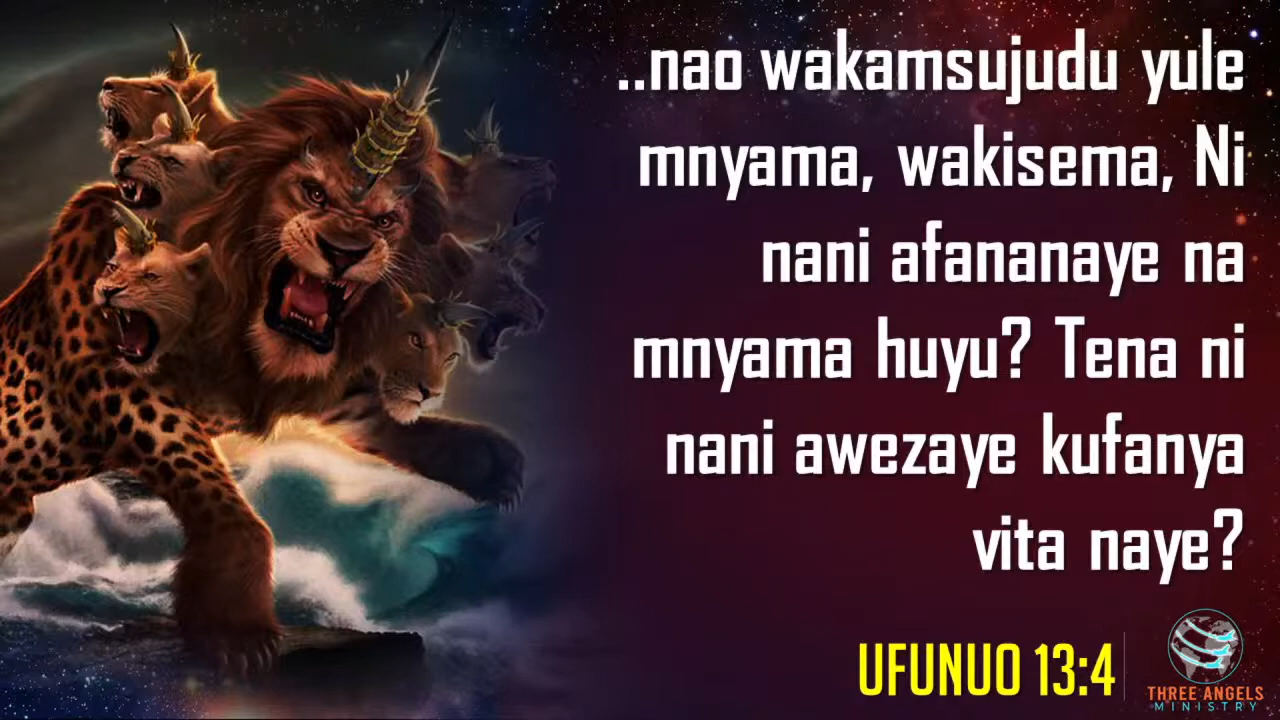 ..nao wakamsujudu yule
mnyama, wakisema, Ni
nani afananaye na
mnyama huyu? Tena ni
nani awezaye kufanya
vita naye?
UFUNUO 13:4
THREE ANGELS
MINISTRY